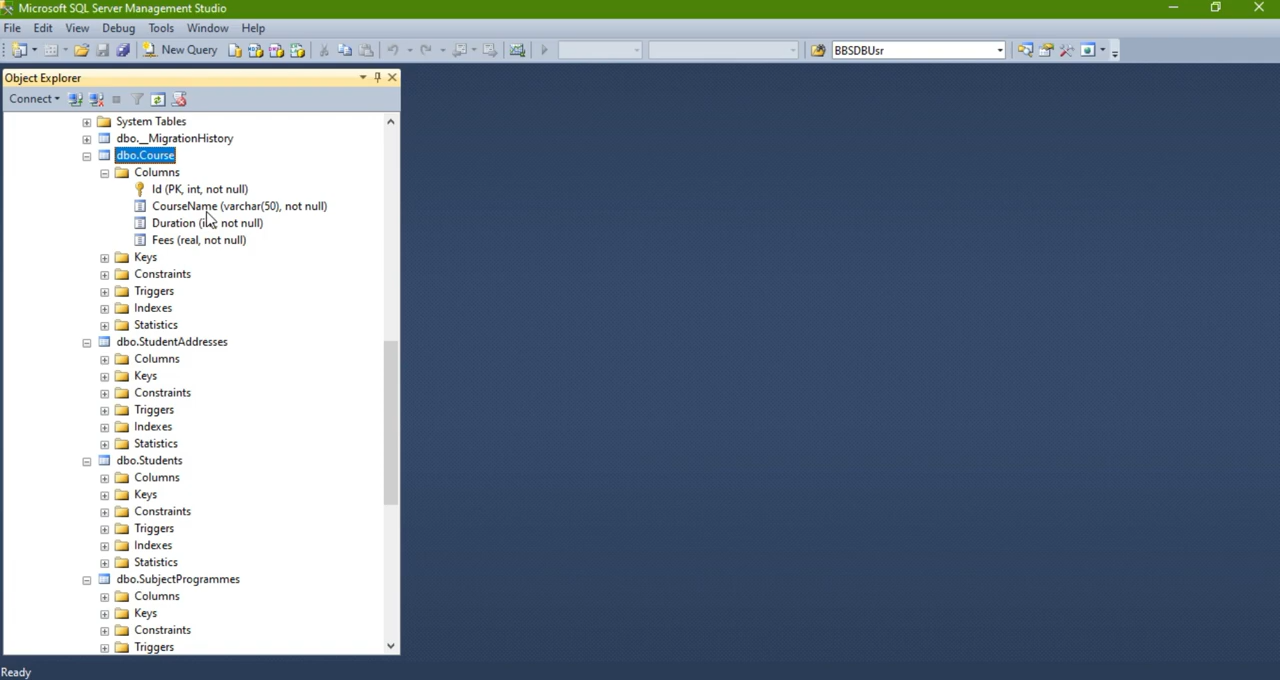 Microsoft SQL Server Management Studio
File Edit View Debug Tools Window Help
New Query BBSDBUsr
Object Explorer
Connect
System Tables
dbo.__MigrationHistory
dbo.Course
Columns
Id (PK, int, not null)
CourseName (varchar(50), not null)
Duration (int, not null)
Fees (real, not null)
Keys
Constraints
Triggers
Indexes
Statistics
dbo.StudentAddresses
Columns
Keys
Constraints
Triggers
Indexes
Statistics
dbo.Students
Columns
Keys
Constraints
Triggers
Indexes
Statistics
dbo.SubjectProgrammes
Columns
Keys
Constraints
Triggers
Ready